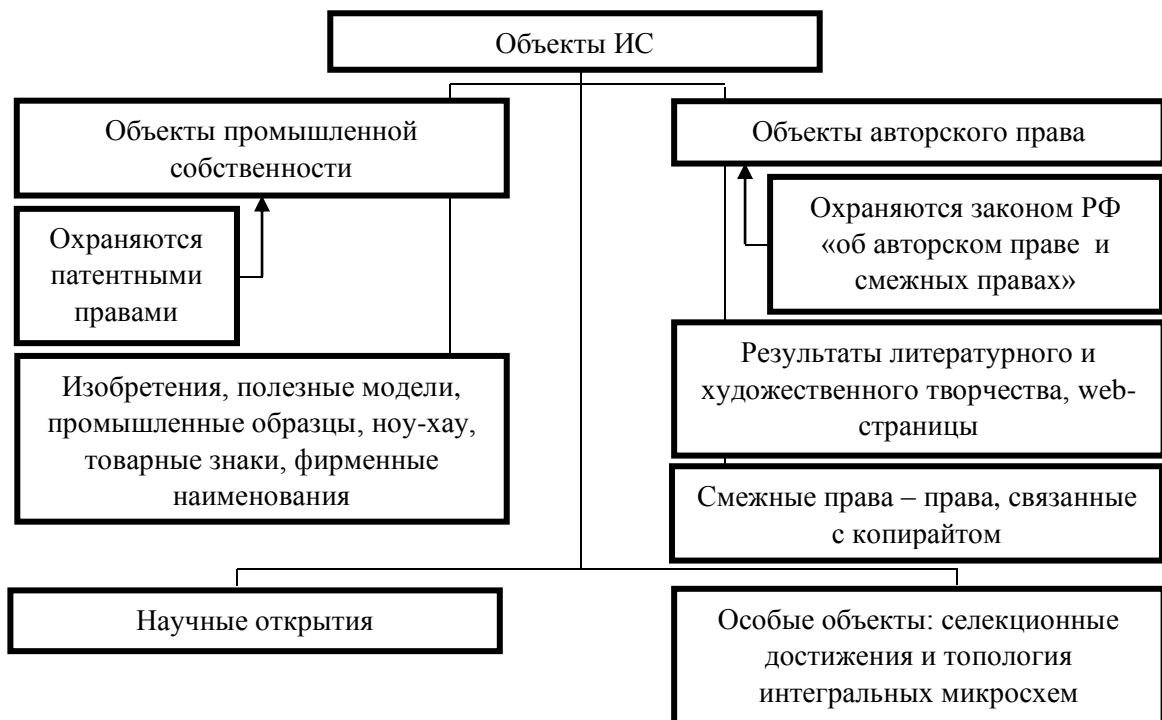 Объекты ИС
Объекты промышленной
собственности
Объекты авторского права
Охраняются
патентными
правами
Охраняются законом РФ
«об авторском праве и
смежных правах»
Изобретения, полезные модели,
промышленные образцы, ноу-хау,
товарные знаки, фирменные
наименования
Результаты литературного и
художественного творчества, web-
страницы
Смежные права – права, связанные
с копирайтом
Научные открытия
Особые объекты: селекционные
достижения и топология
интегральных микросхем